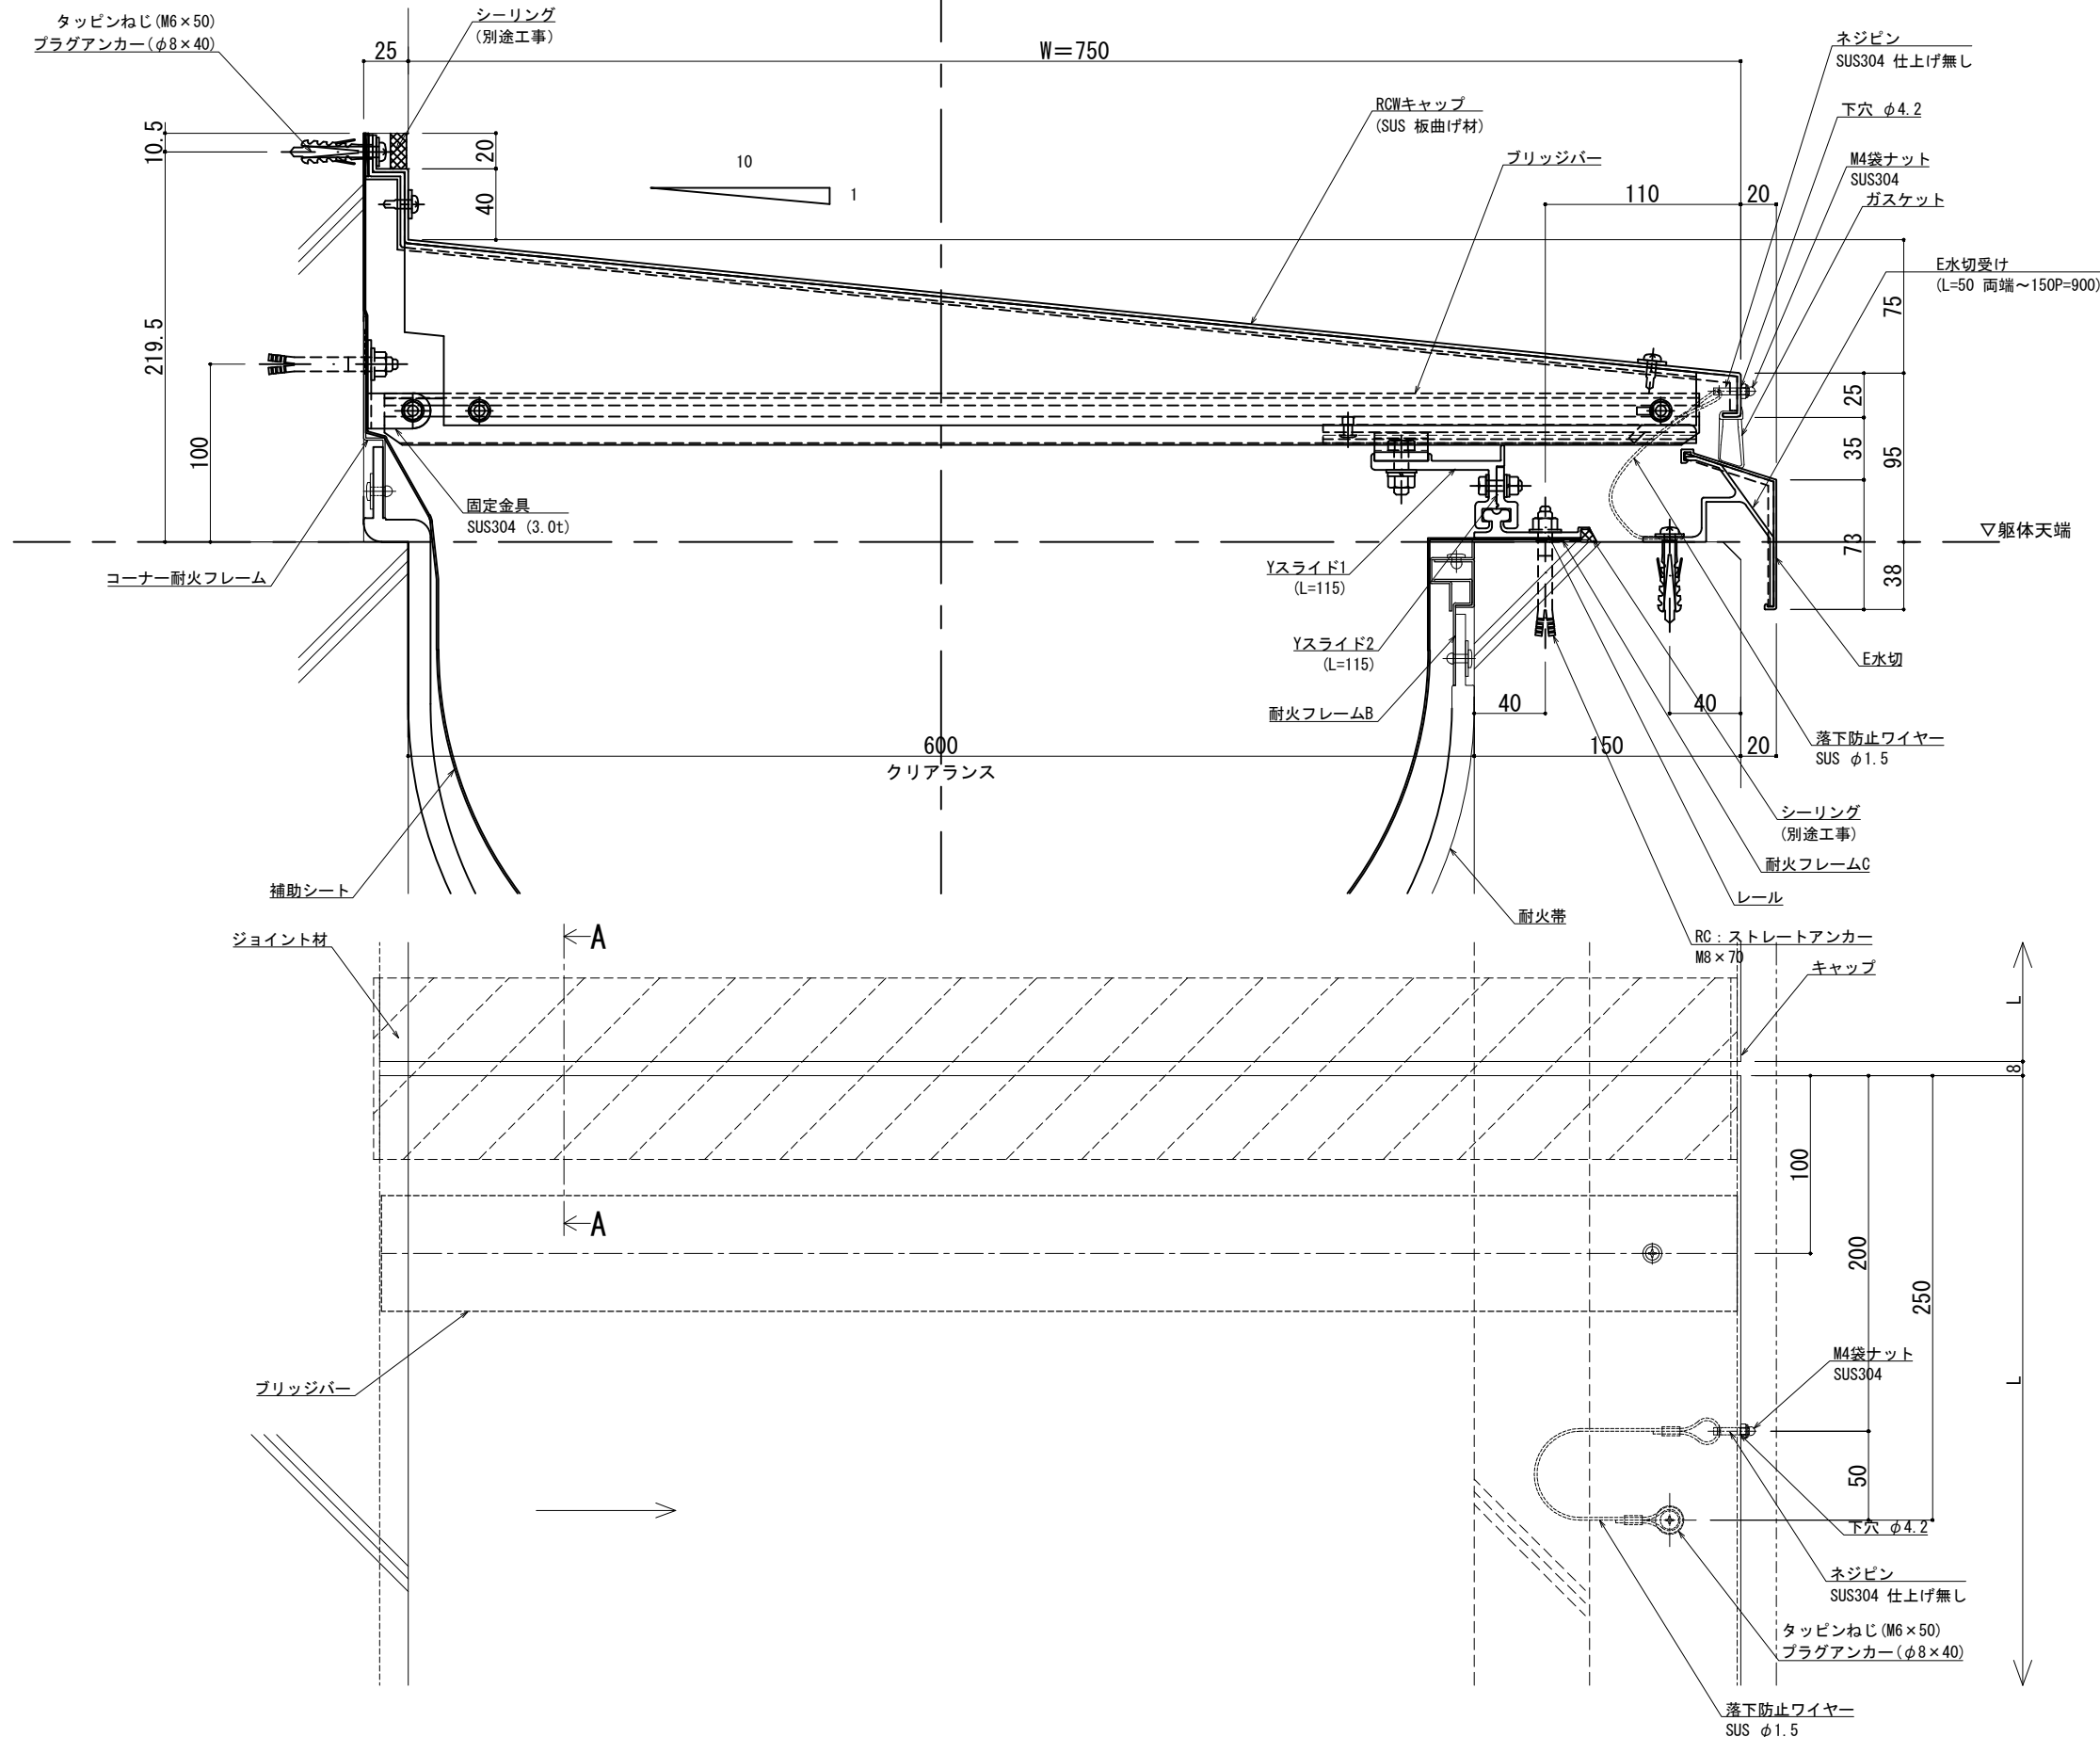 タッピンねじ(M6×50)
プラグアンカー(φ8×40)
シーリング
(別途工事)
25
W=750
ネジピン
SUS304 仕上げ無し
RCWキャップ
(SUS 板曲げ材)
下穴 φ4.2
ブリッジバー
M4袋ナット
SUS304
ガスケット
10.5
20
40
10
1
110
20
E水切受け
(L=50 両端～150P=900)
219.5
100
75
25
35
95
73
38
固定金具
SUS304 (3.0t)
▽躯体天端
コーナー耐火フレーム
Yスライド1
(L=115)
Yスライド2
(L=115)
E水切
耐火フレームB
40
40
600
クリアランス
150
20
落下防止ワイヤー
SUS φ1.5
シーリング
(別途工事)
耐火フレームC
補助シート
レール
耐火帯
RC：ストレートアンカー
M8×70
ジョイント材
A
キャップ
L
8
100
A
200
250
ブリッジバー
M4袋ナット
SUS304
L
50
下穴 φ4.2
ネジピン
SUS304 仕上げ無し
タッピンねじ(M6×50)
プラグアンカー(φ8×40)
落下防止ワイヤー
SUS φ1.5